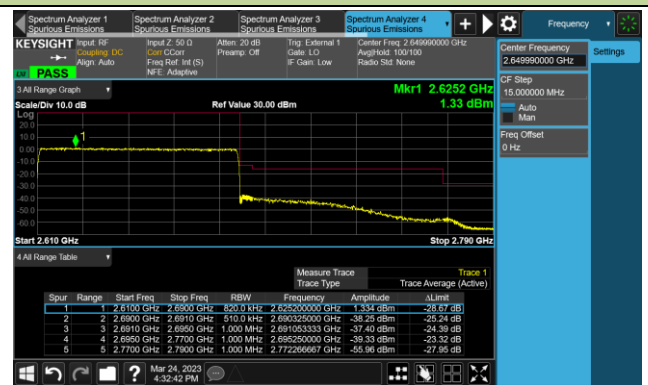 Spectrum Analyzer 1
Spurious Emissions
Spectrum Analyzer 2
Spurious Emissions
Spectrum Analyzer 3
Spurious Emissions
Spectrum Analyzer 4
Spurious Emissions
Frequency
KEYSIGHT
Input: RF
Coupling: DC
Align: Auto
Input Z: 50 Ω
Corr CCorr
Freq Ref: Int (S)
NFE: Adaptive
Atten: 20 dB
Preamp: Off
Trig: External 1
Gate: LO
IF Gain: Low
Center Freq: 2.649990000 GHz
Avg|Hold: 100/100
Radio Std: None
PASS
Center Frequency
2.649990000 GHz
Settings
CF Step
15.000000 MHz
Auto
Man
Freq Offset
0 Hz
3 All Range Graph
Mkr1 2.6252 GHz
Scale/Div 10.0 dB
Ref Value 30.00 dBm
1.33 dBm
Log
20.0
10.0
0.00
-10.0
-20.0
-30.0
-40.0
-50.0
-60.0
1
Start 2.610 GHz
Stop 2.790 GHz
4 All Range Table
Measure Trace Trace 1
Trace Type Trace Average (Active)
Spur Range Start Freq Stop Freq RBW Frequency Amplitude ΔLimit
1 1 2.6100 GHz 2.6900 GHz 820.0 kHz 2.625200000 GHz 1.334 dBm -28.67 dB
2 2 2.6900 GHz 2.6910 GHz 510.0 kHz 2.690325000 GHz -38.25 dBm -25.24 dB
3 3 2.6910 GHz 2.6950 GHz 1.000 MHz 2.691053333 GHz -37.40 dBm -24.39 dB
4 4 2.6950 GHz 2.7700 GHz 1.000 MHz 2.695250000 GHz -39.33 dBm -23.32 dB
5 5 2.7700 GHz 2.7900 GHz 1.000 MHz 2.772266667 GHz -55.96 dBm -27.95 dB
Mar 24, 2023
4:32:42 PM